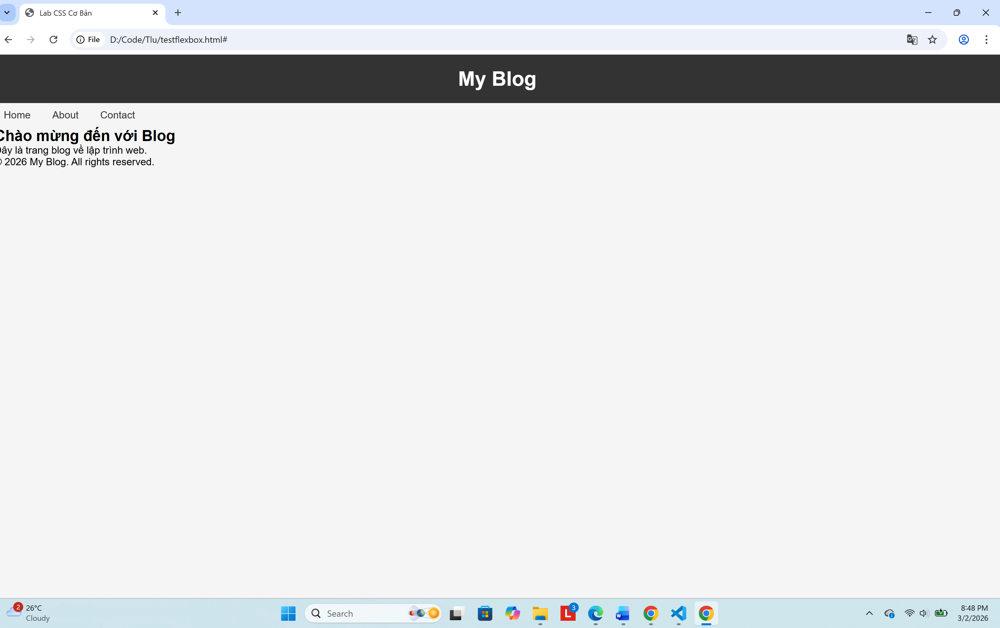 Lab CSS Cơ Bản
File D:/Code/Tlu/testflexbox.html#
My Blog
Home About Contact
Chào mừng đến với Blog
Đây là trang blog về lập trình web.
© 2026 My Blog. All rights reserved.
2 26°C
Cloudy
Search
L 3
W
8:48 PM
3/2/2026